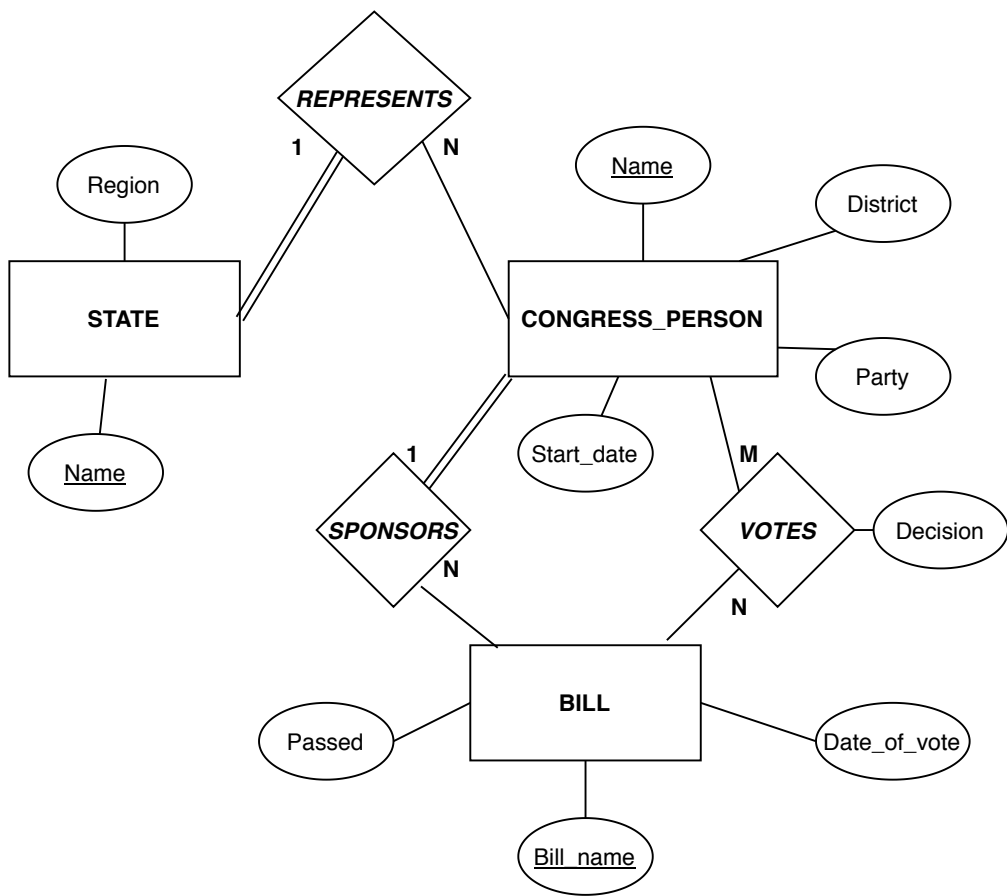 REPRESENTS
1
N
Name
Region
District
STATE
CONGRESS_PERSON
Party
Name
Start_date
1
M
SPONSORS
VOTES
Decision
N
N
BILL
Passed
Date_of_vote
Bill_name